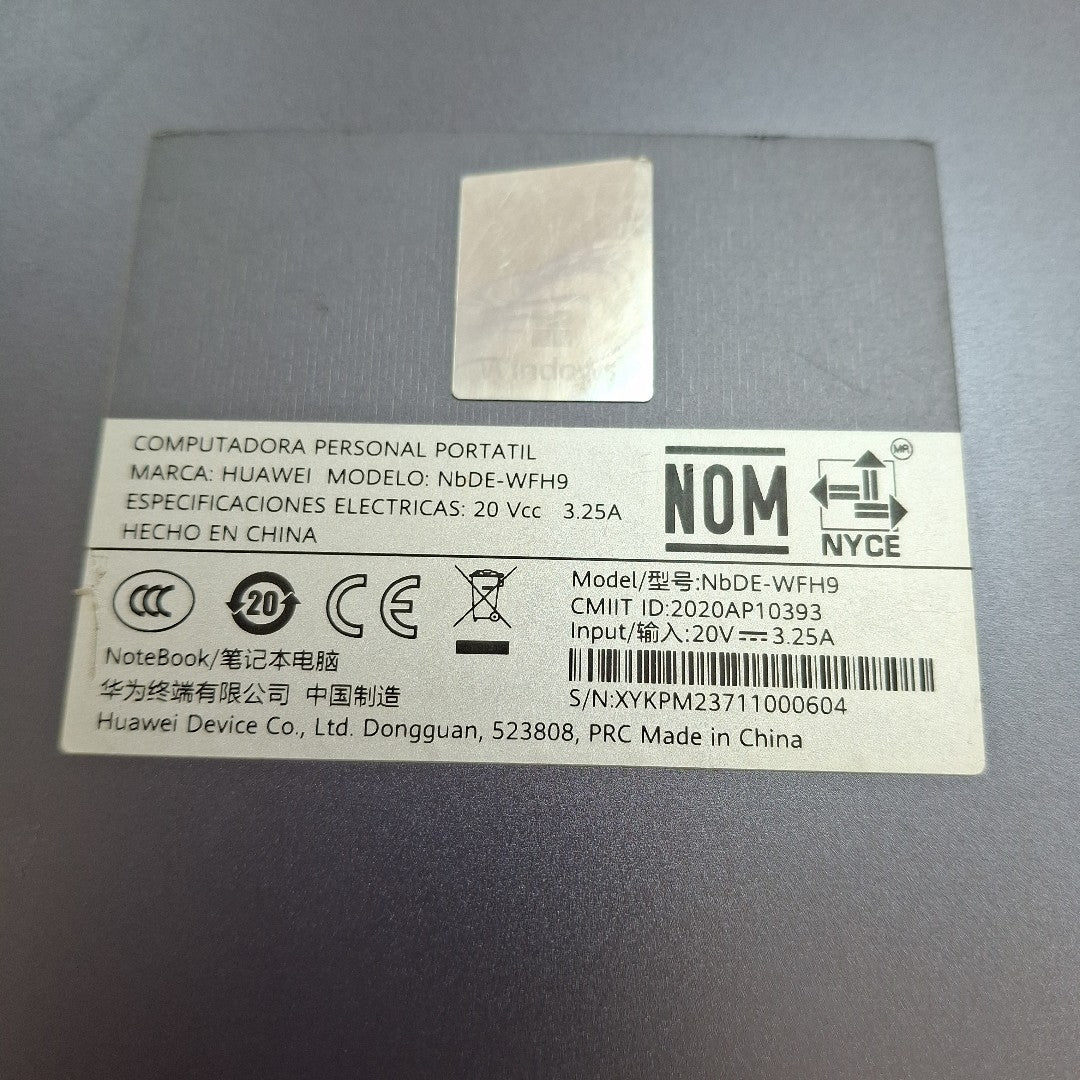 Windows
COMPUTADORA PERSONAL PORTATIL
MARCA: HUAWEI MODELO: NbDE-WFH9
ESPECIFICACIONES ELECTRICAS: 20 Vcc 3.25A
HECHO EN CHINA
NOM
MR
NYCE
CCC
20
CE
NoteBook/笔记本电脑
华为终端有限公司 中国制造
Huawei Device Co., Ltd. Dongguan, 523808, PRC Made in China
Model/型号:NbDE-WFH9
CMIIT ID:2020AP10393
Input/输入:20V⎓3.25A
S/N:XYKPM23711000604